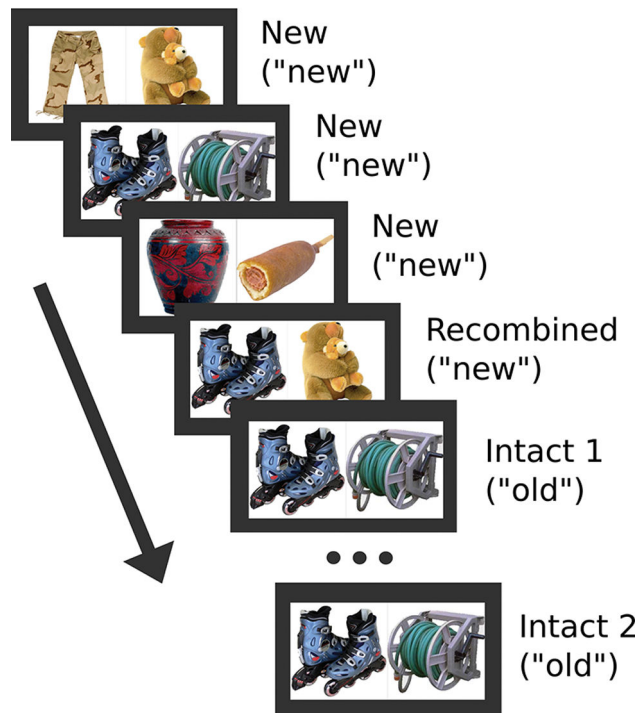 New
("new")
New
("new")
New
("new")
Recombined
("new")
Intact 1
("old")
Intact 2
("old")